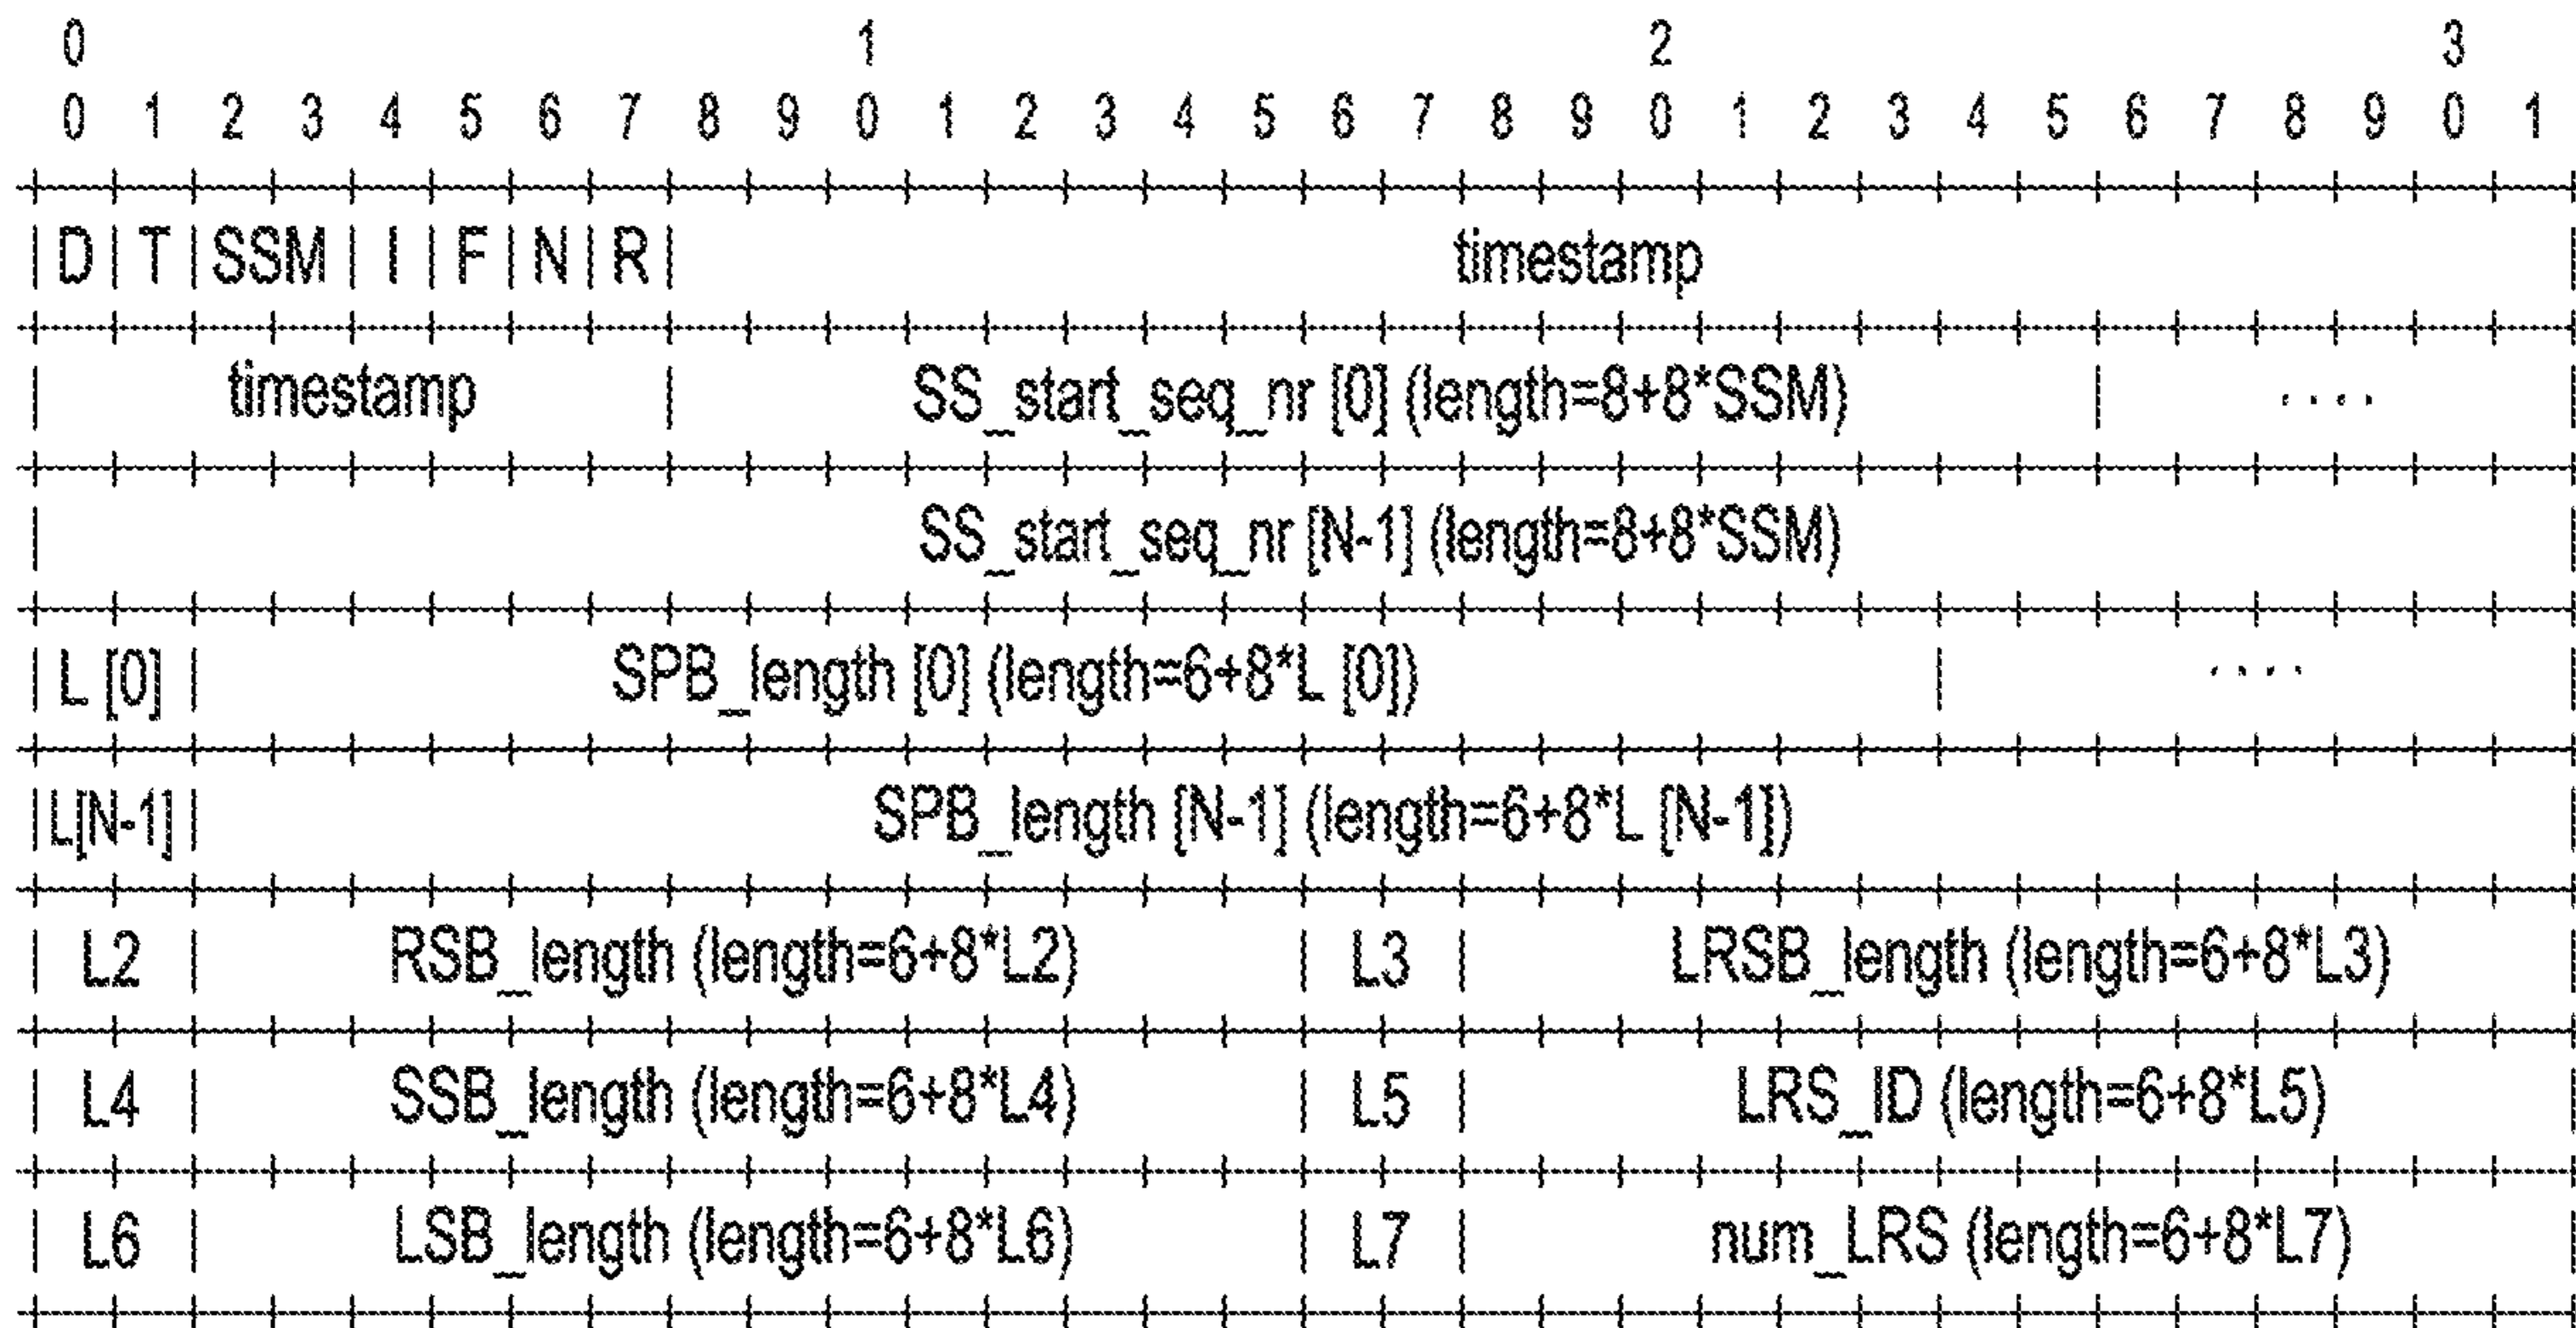 0 1 2 3
0 1 2 3 4 5 6 7 8 9 0 1 2 3 4 5 6 7 8 9 0 1 2 3 4 5 6 7 8 9 0 1
| D | T | SSM | I | F | N | R | timestamp |
| timestamp | SS_start_seq_nr [0] (length=8+8*SSM) | .... |
| SS_start_seq_nr [N-1] (length=8+8*SSM) |
| L [0] | SPB_length [0] (length=6+8*L [0]) | .... |
| L[N-1] | SPB_length [N-1] (length=6+8*L [N-1]) |
| L2 | RSB_length (length=6+8*L2) | L3 | LRSB_length (length=6+8*L3) |
| L4 | SSB_length (length=6+8*L4) | L5 | LRS_ID (length=6+8*L5) |
| L6 | LSB_length (length=6+8*L6) | L7 | num_LRS (length=6+8*L7) |